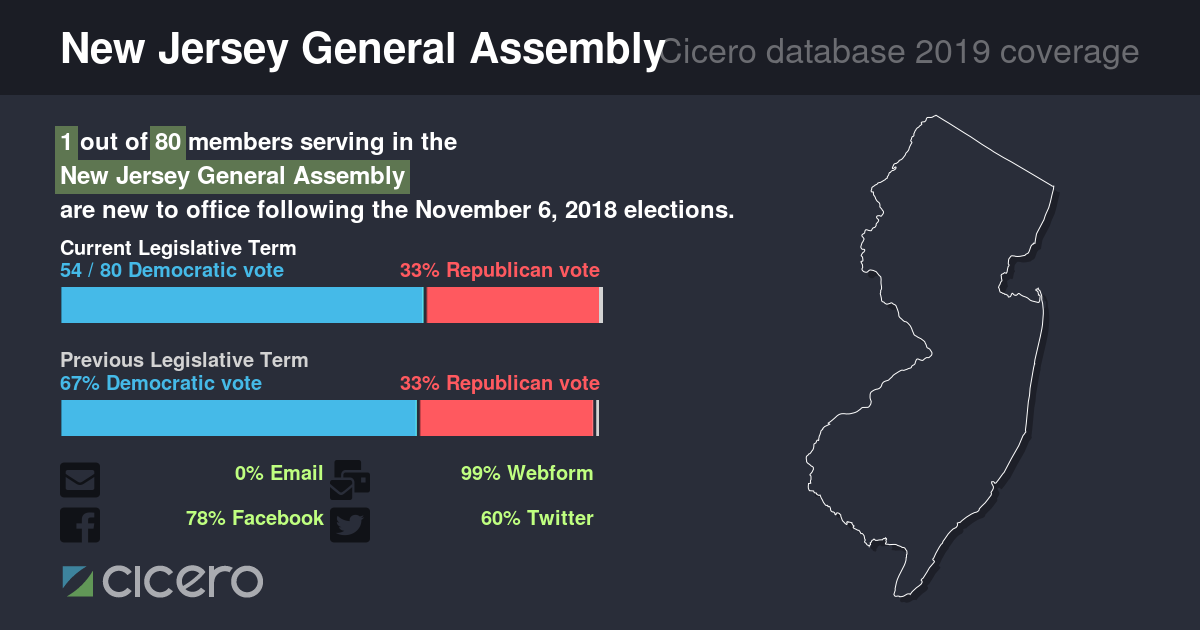 New Jersey General Assembly Cicero database 2019 coverage
1 out of 80 members serving in the
New Jersey General Assembly
are new to office following the November 6, 2018 elections.
Current Legislative Term
54 / 80 Democratic vote 33% Republican vote
Previous Legislative Term
67% Democratic vote 33% Republican vote
0% Email 99% Webform
78% Facebook 60% Twitter
cicero